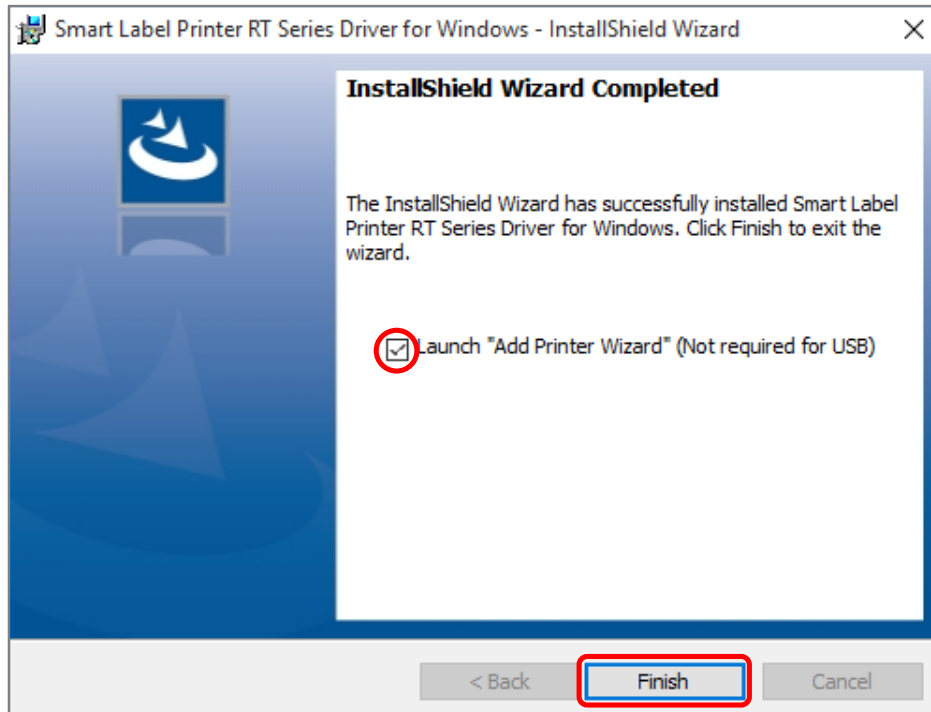 Smart Label Printer RT Series Driver for Windows - InstallShield Wizard
InstallShield Wizard Completed
The InstallShield Wizard has successfully installed Smart Label
Printer RT Series Driver for Windows. Click Finish to exit the
wizard.
Launch "Add Printer Wizard" (Not required for USB)
< Back
Finish
Cancel